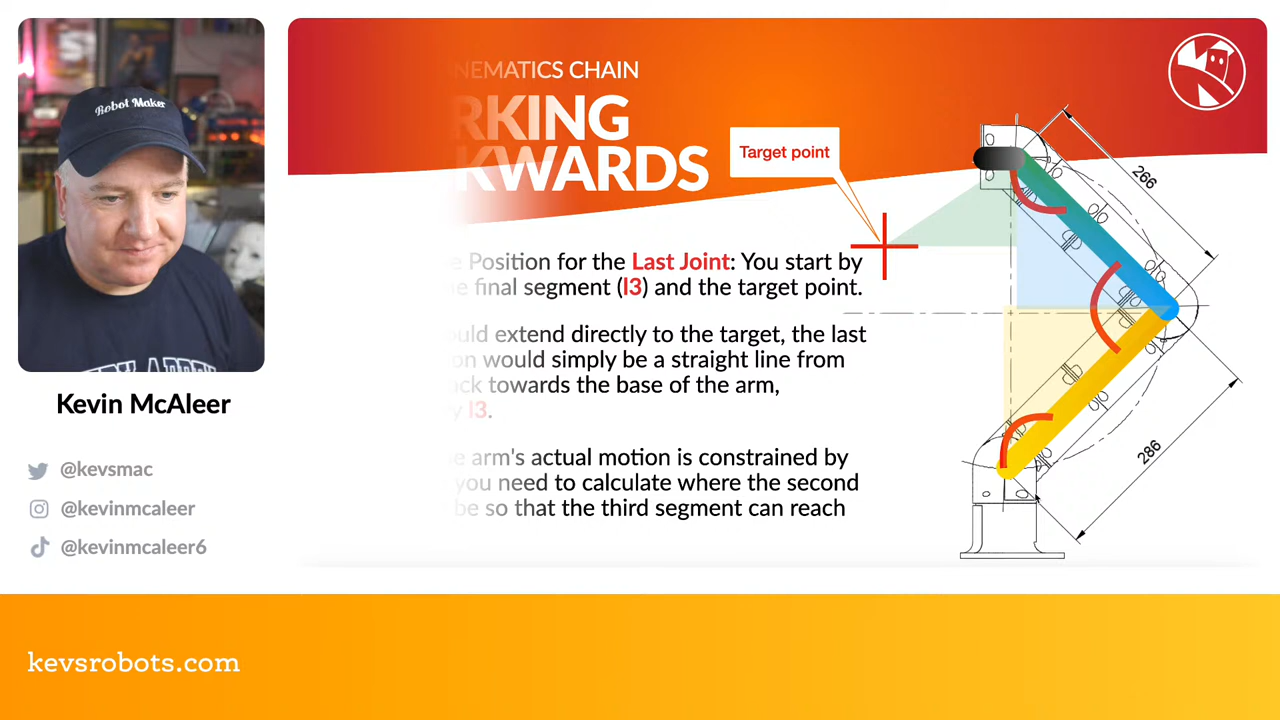 Robot Maker
Kevin McAleer
@kevsmac
@kevinmcaleer
@kevinmcaleer6
NEMATICS CHAIN
RKING
KWARDS
Target point
e Position for the Last Joint: You start by
e final segment (l3) and the target point.
ould extend directly to the target, the last
on would simply be a straight line from
ck towards the base of the arm,
y l3.
e arm's actual motion is constrained by
you need to calculate where the second
be so that the third segment can reach
266
286
kevsrobots.com